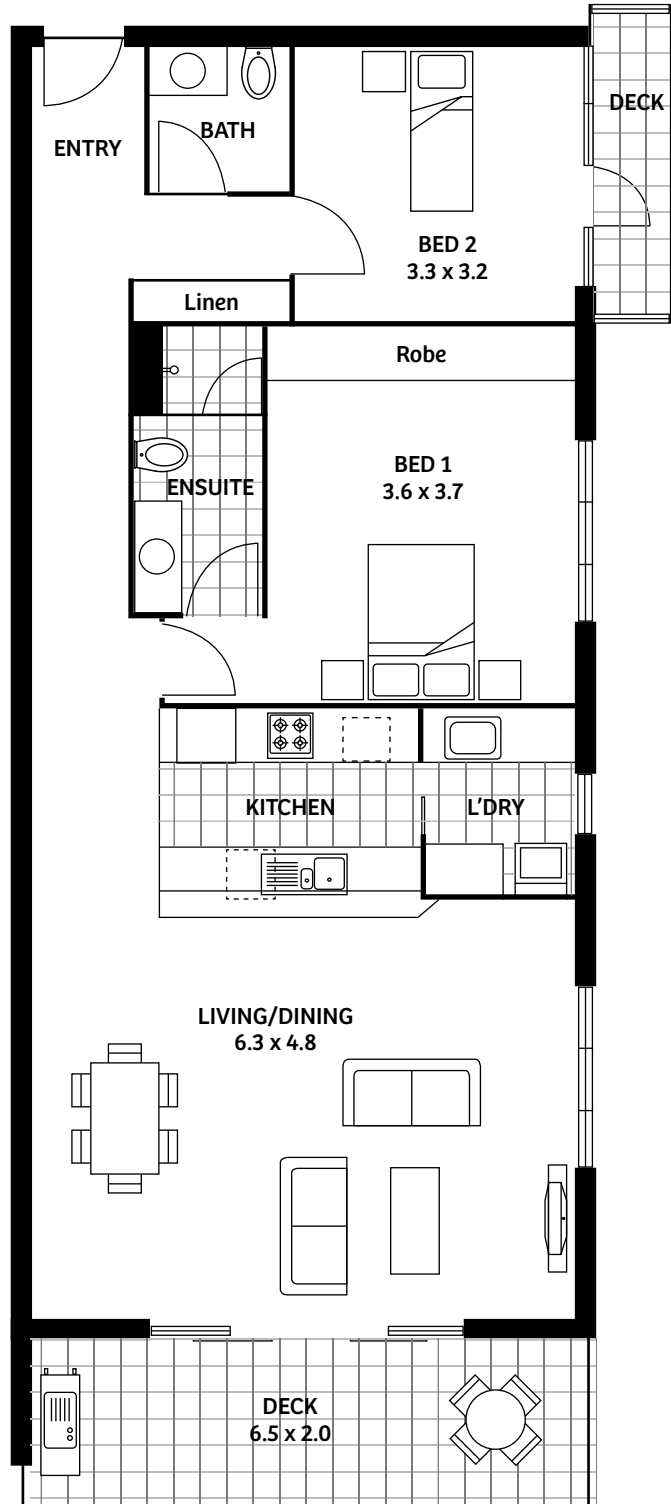 DECK
BATH
ENTRY
BED 2
3.3 x 3.2
Linen
Robe
BED 1
3.6 x 3.7
ENSUITE
KITCHEN
L'DRY
LIVING/DINING
6.3 x 4.8
DECK
6.5 x 2.0